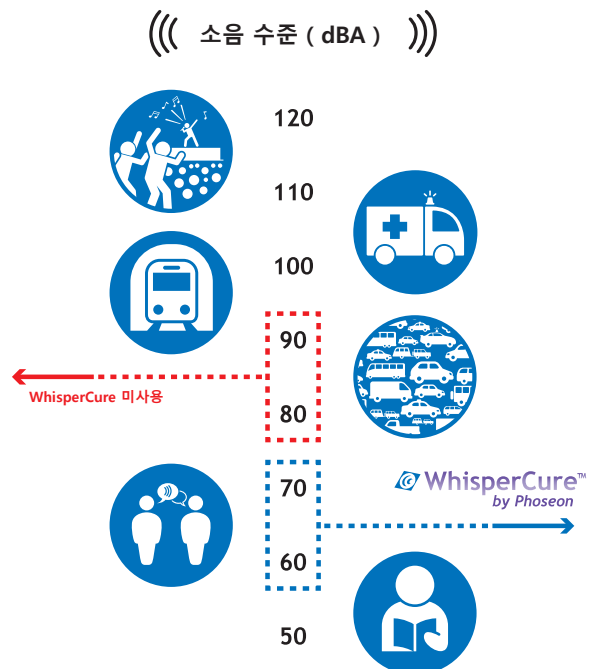 소음 수준 ( dBA )
120
110
100
90
WhisperCure 미사용
80
70
WhisperCure™
by Phoseon
60
50